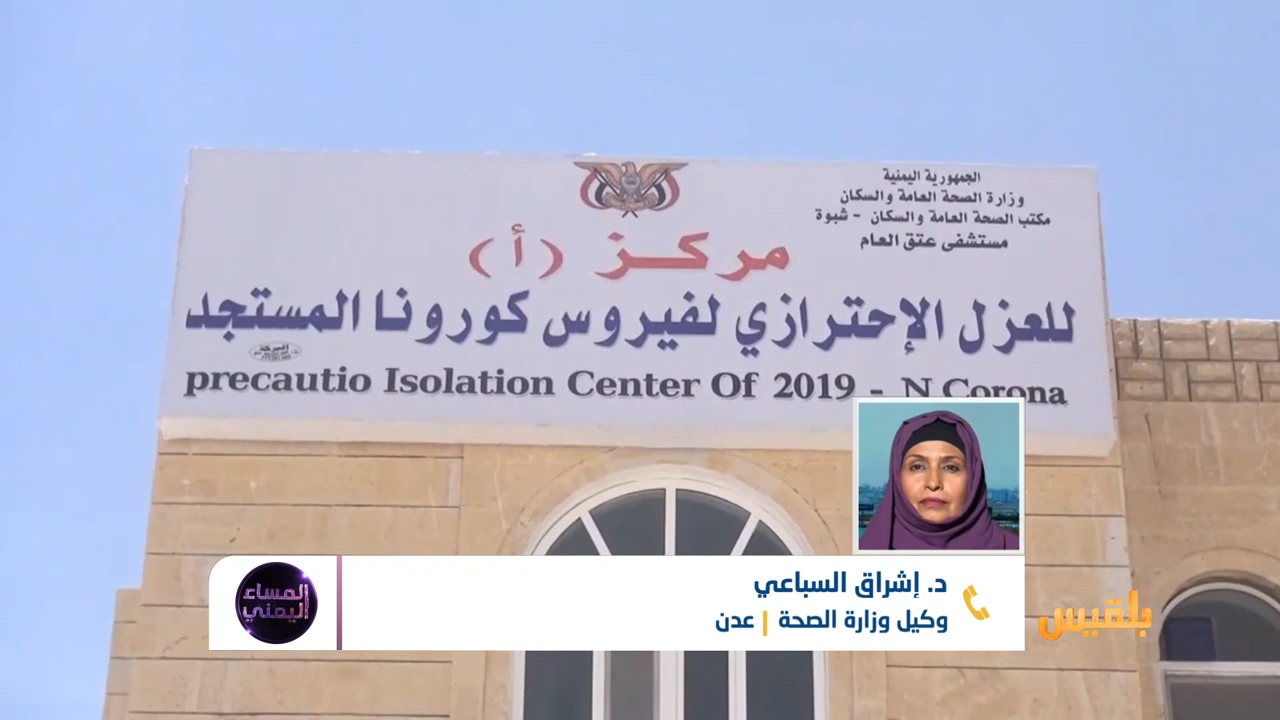 الجمهورية اليمنية
وزارة الصحة العامة والسكان
مكتب الصحة العامة والسكان - شبوة
مستشفى عتق العام
مركز (أ)
للعزل الإحترازي لفيروس كورونا المستجد
precautio Isolation Center Of 2019 - N Corona
د. إشراق السباعي
وكيل وزارة الصحة | عدن
المساء اليمني
بلقيس